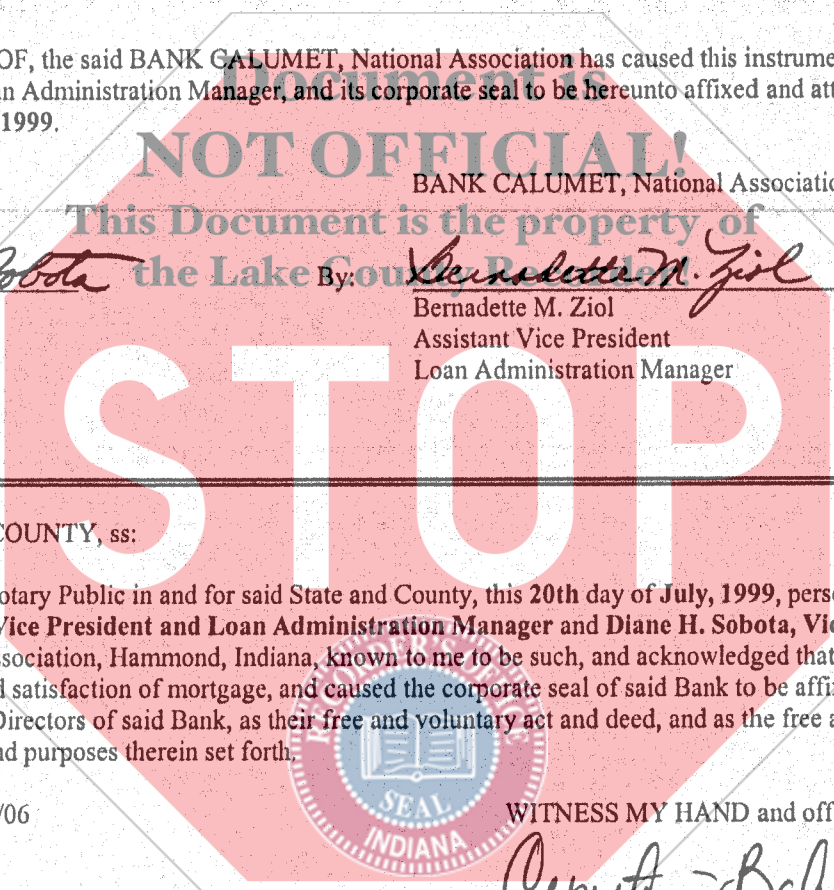 OF, the said BANK CALUMET, National Association has caused this instrume
n Administration Manager, and its corporate seal to be hereunto affixed and att
1999.
Document is
NOT OFFICIAL!
BANK CALUMET, National Associatio
This Document is the property of
the Lake County Recorder!
Sobota
By: Bernadette M. Ziol
Bernadette M. Ziol
Assistant Vice President
Loan Administration Manager
STOP
COUNTY, ss:
otary Public in and for said State and County, this 20th day of July, 1999, perso
Vice President and Loan Administration Manager and Diane H. Sobota, Vic
ssociation, Hammond, Indiana, known to me to be such, and acknowledged that
d satisfaction of mortgage, and caused the corporate seal of said Bank to be affi
Directors of said Bank, as their free and voluntary act and deed, and as the free a
nd purposes therein set forth.
RECORDER'S OFFICE
SEAL
INDIANA
/06
WITNESS MY HAND and off